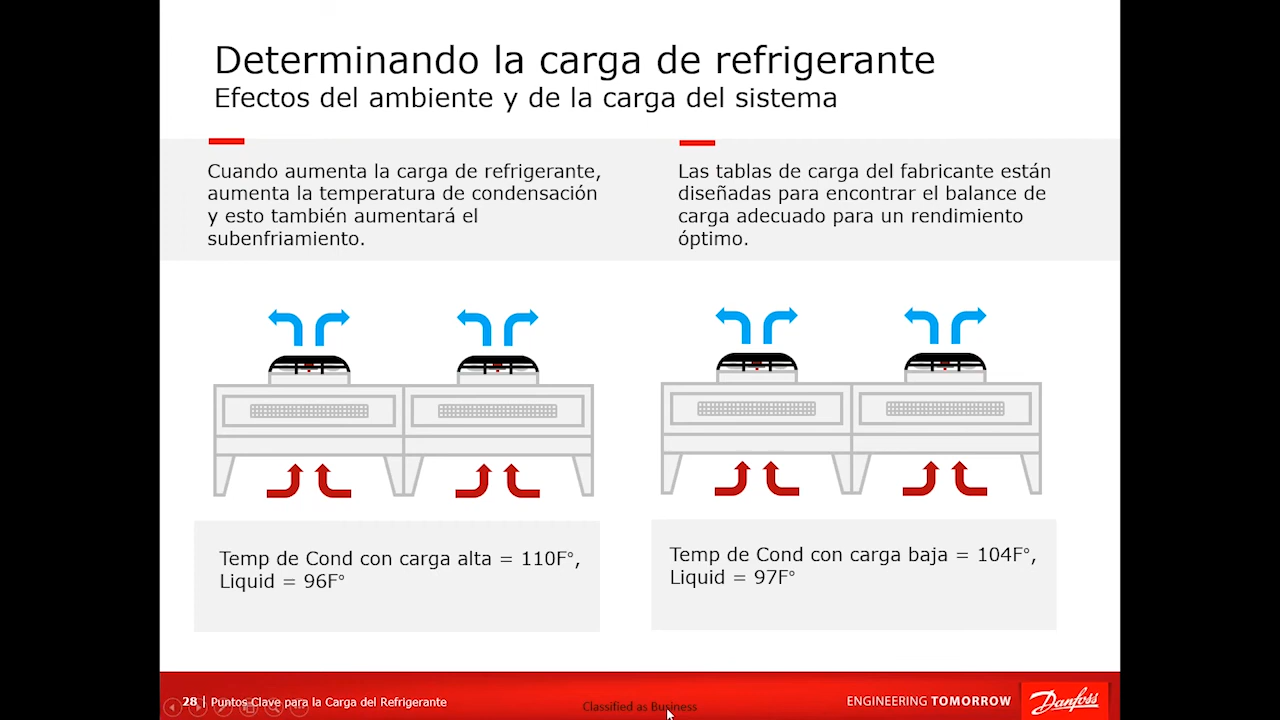 Determinando la carga de refrigerante
Efectos del ambiente y de la carga del sistema
Cuando aumenta la carga de refrigerante,
aumenta la temperatura de condensación
y esto también aumentará el
subenfriamiento.
Las tablas de carga del fabricante están
diseñadas para encontrar el balance de
carga adecuado para un rendimiento
óptimo.
Temp de Cond con carga alta = 110F°,
Liquid = 96F°
Temp de Cond con carga baja = 104F°,
Liquid = 97F°
28 | Puntos Clave para la Carga del Refrigerante
Classified as Business
ENGINEERING TOMORROW
Danfoss